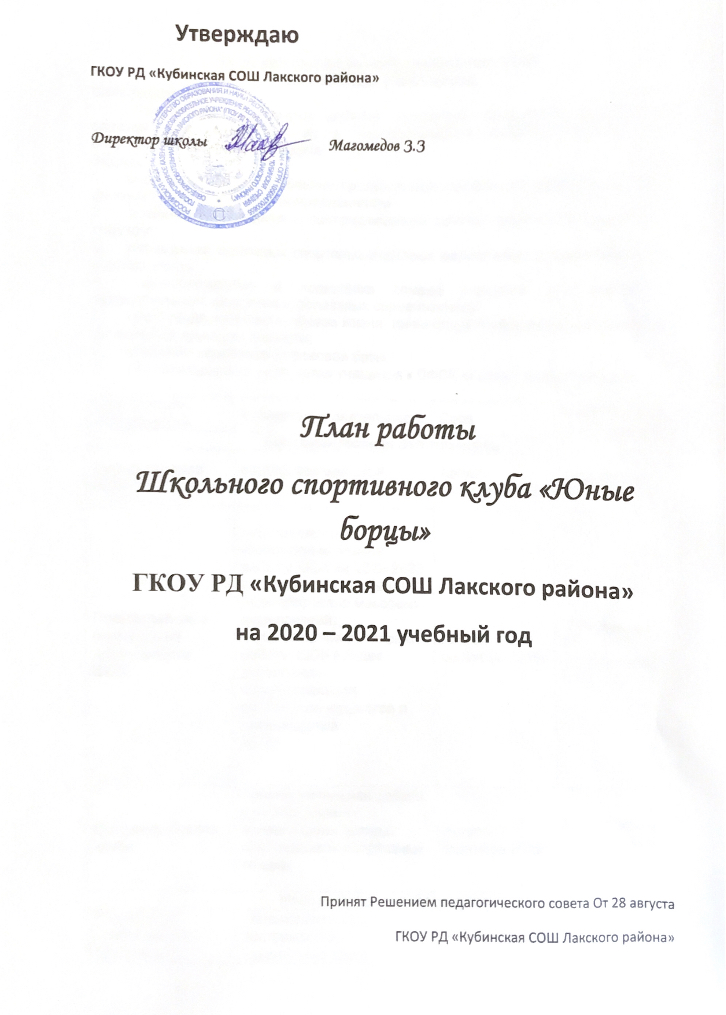 Утверждаю
ГКОУ РД «Кубинская СОШ Лакского района»
Директор школы Магомедов З.З
План работы
Школьного спортивного клуба «Юные
борцы»
ГКОУ РД «Кубинская СОШ Лакского района»
на 2020 – 2021 учебный год
Принят Решением педагогического совета От 28 августа
ГКОУ РД «Кубинская СОШ Лакского района»